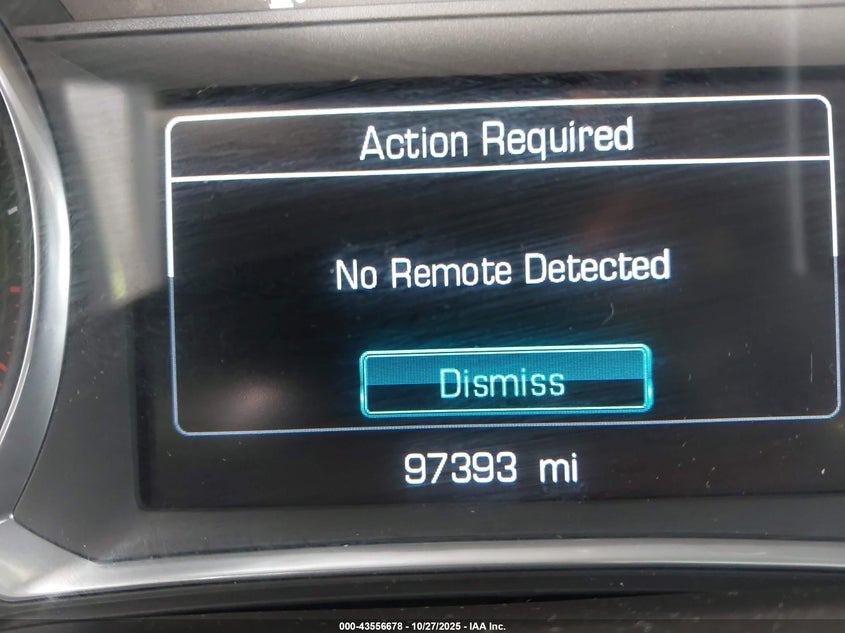 Action Required
No Remote Detected
Dismiss
97393 mi
000-43556678 - 10/27/2025 - IAA Inc.